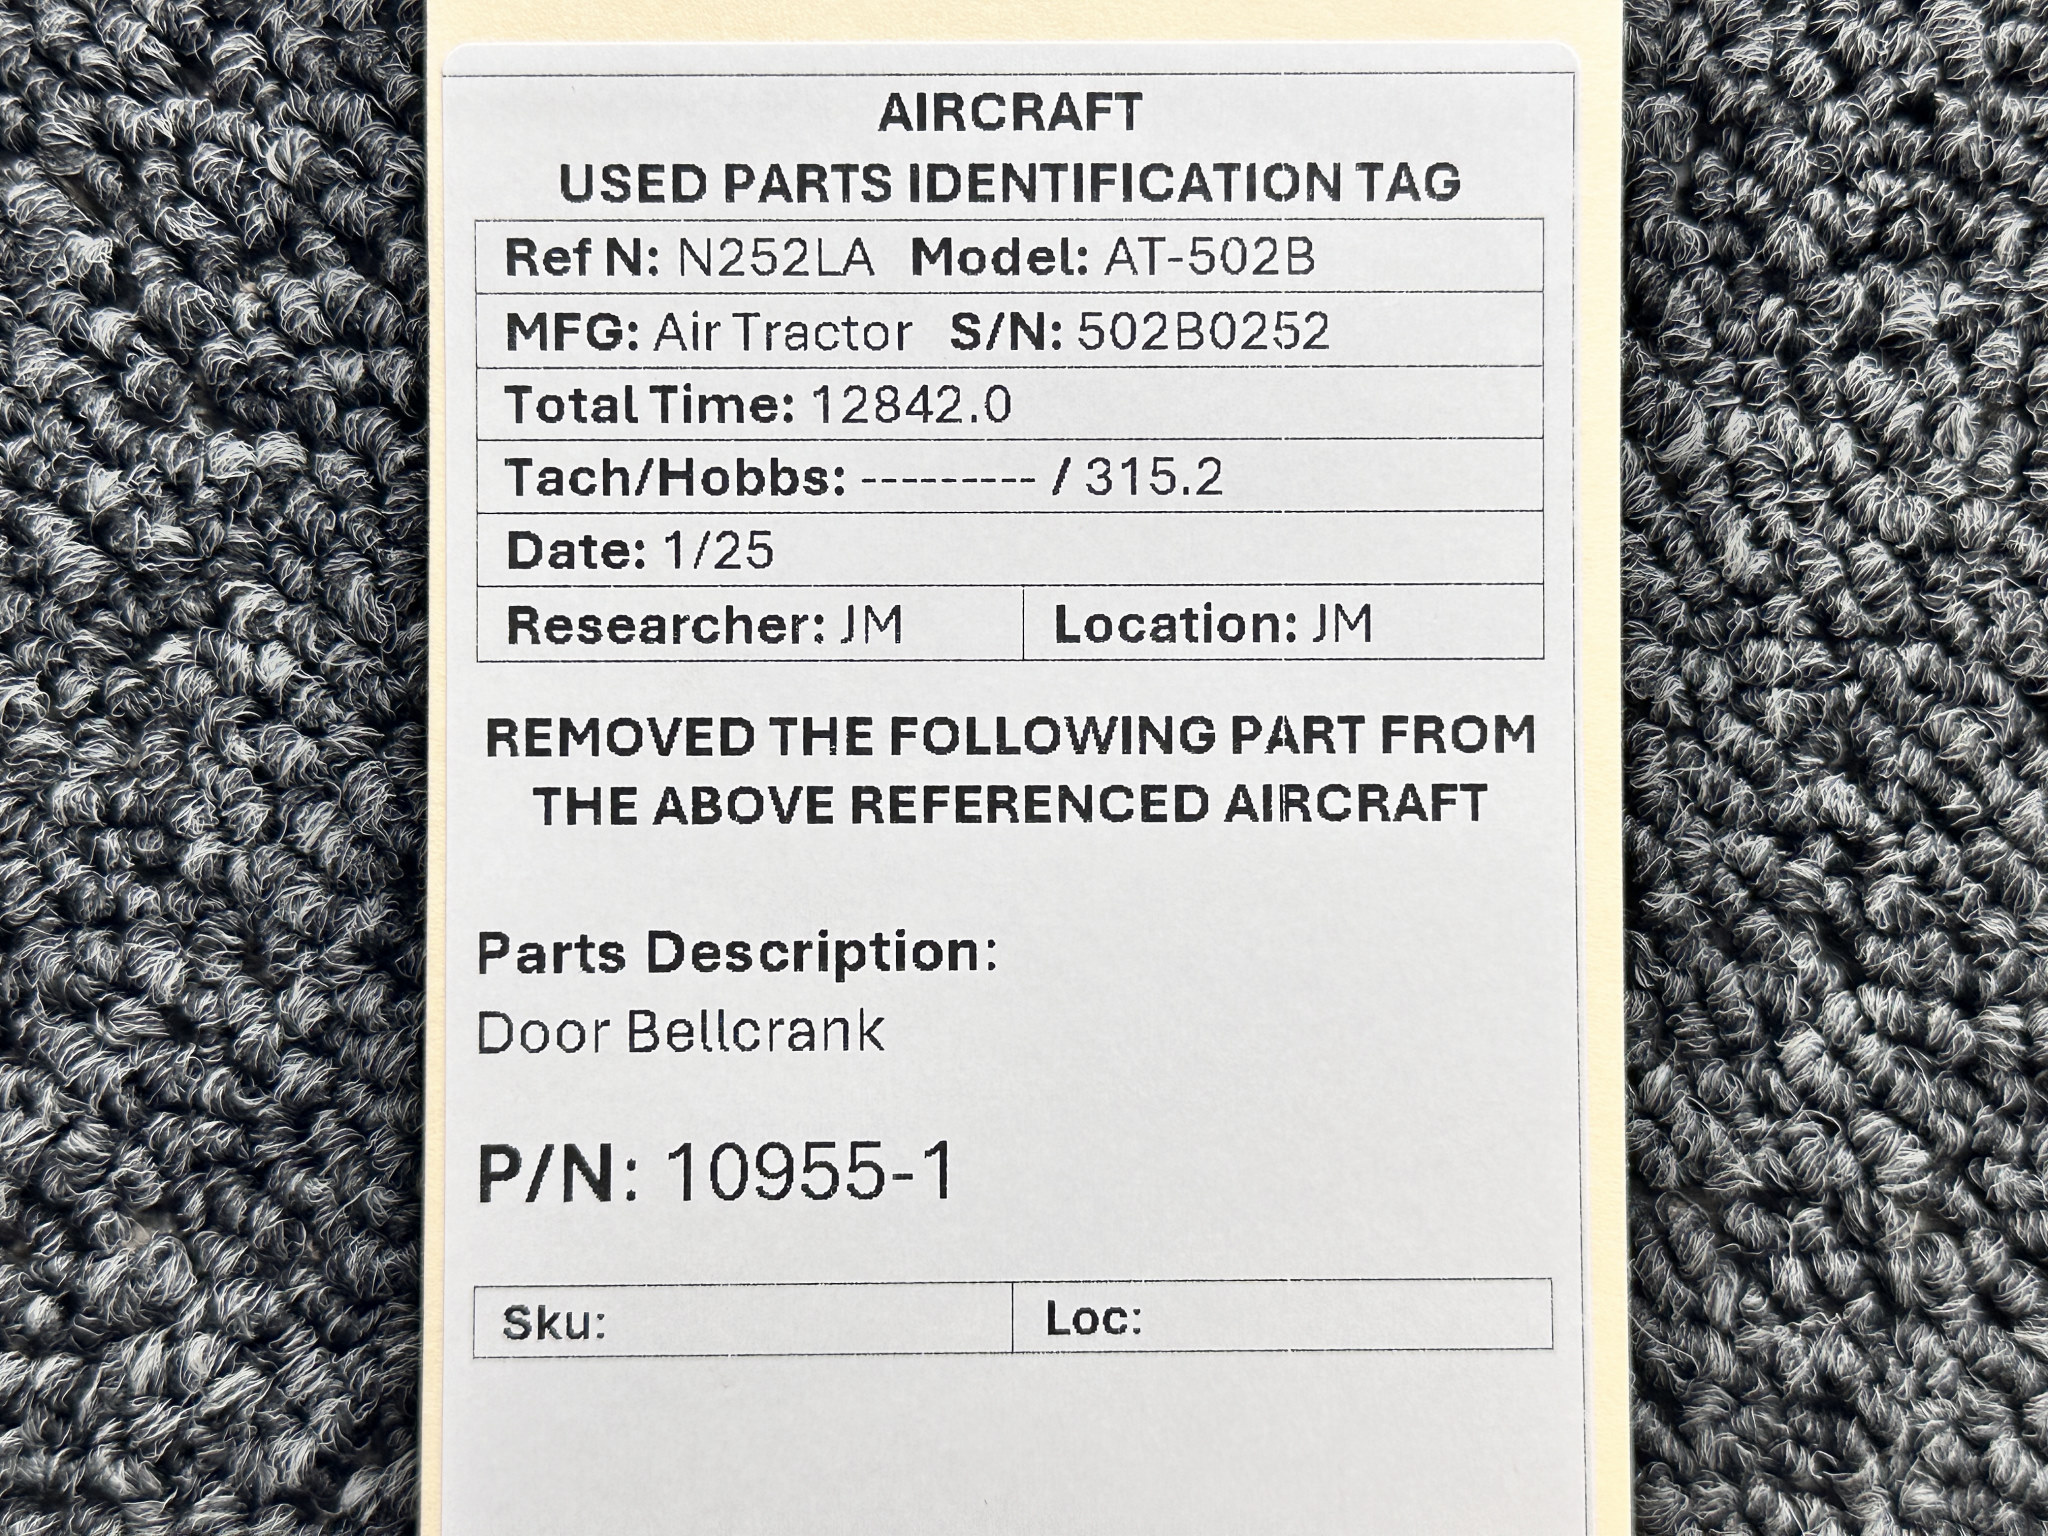 AIRCRAFT
USED PARTS IDENTIFICATION TAG
Ref N: N252LA Model: AT-502B
MFG: Air Tractor S/N: 502B0252
Total Time: 12842.0
Tach/Hobbs: --------- / 315.2
Date: 1/25
Researcher: JM Location: JM
REMOVED THE FOLLOWING PART FROM
THE ABOVE REFERENCED AIRCRAFT
Parts Description:
Door Bellcrank
P/N: 10955-1
Sku: Loc: